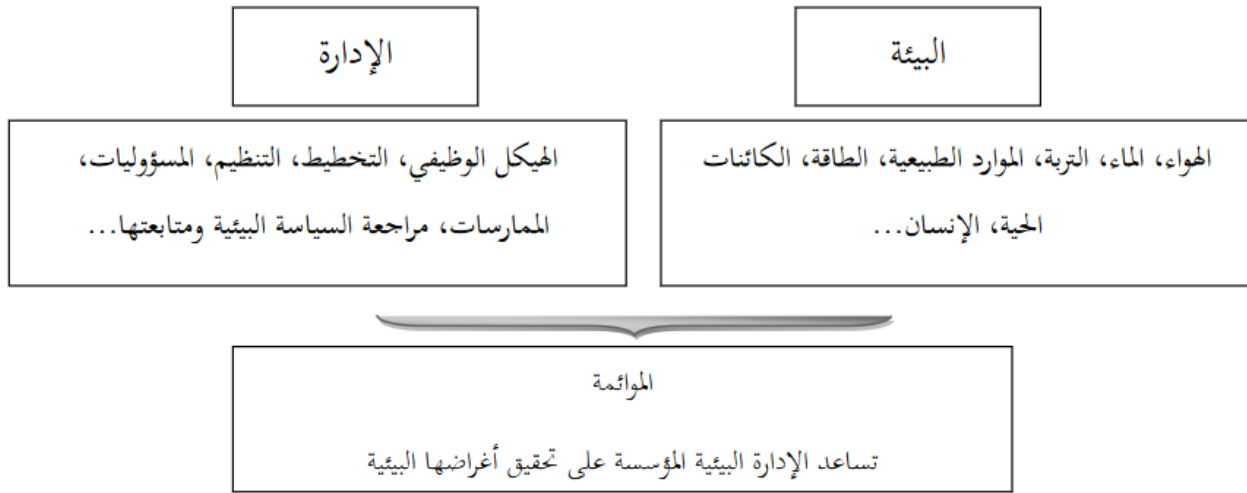 البيئة
الإدارة
الهواء، الماء، التربة، الموارد الطبيعية، الطاقة، الكائنات
الحية، الإنسان...
الهيكل الوظيفي، التخطيط، التنظيم، المسؤوليات،
الممارسات، مراجعة السياسة البيئية ومتابعتها...
الموائمة
تساعد الإدارة البيئية المؤسسة على تحقيق أغراضها البيئية